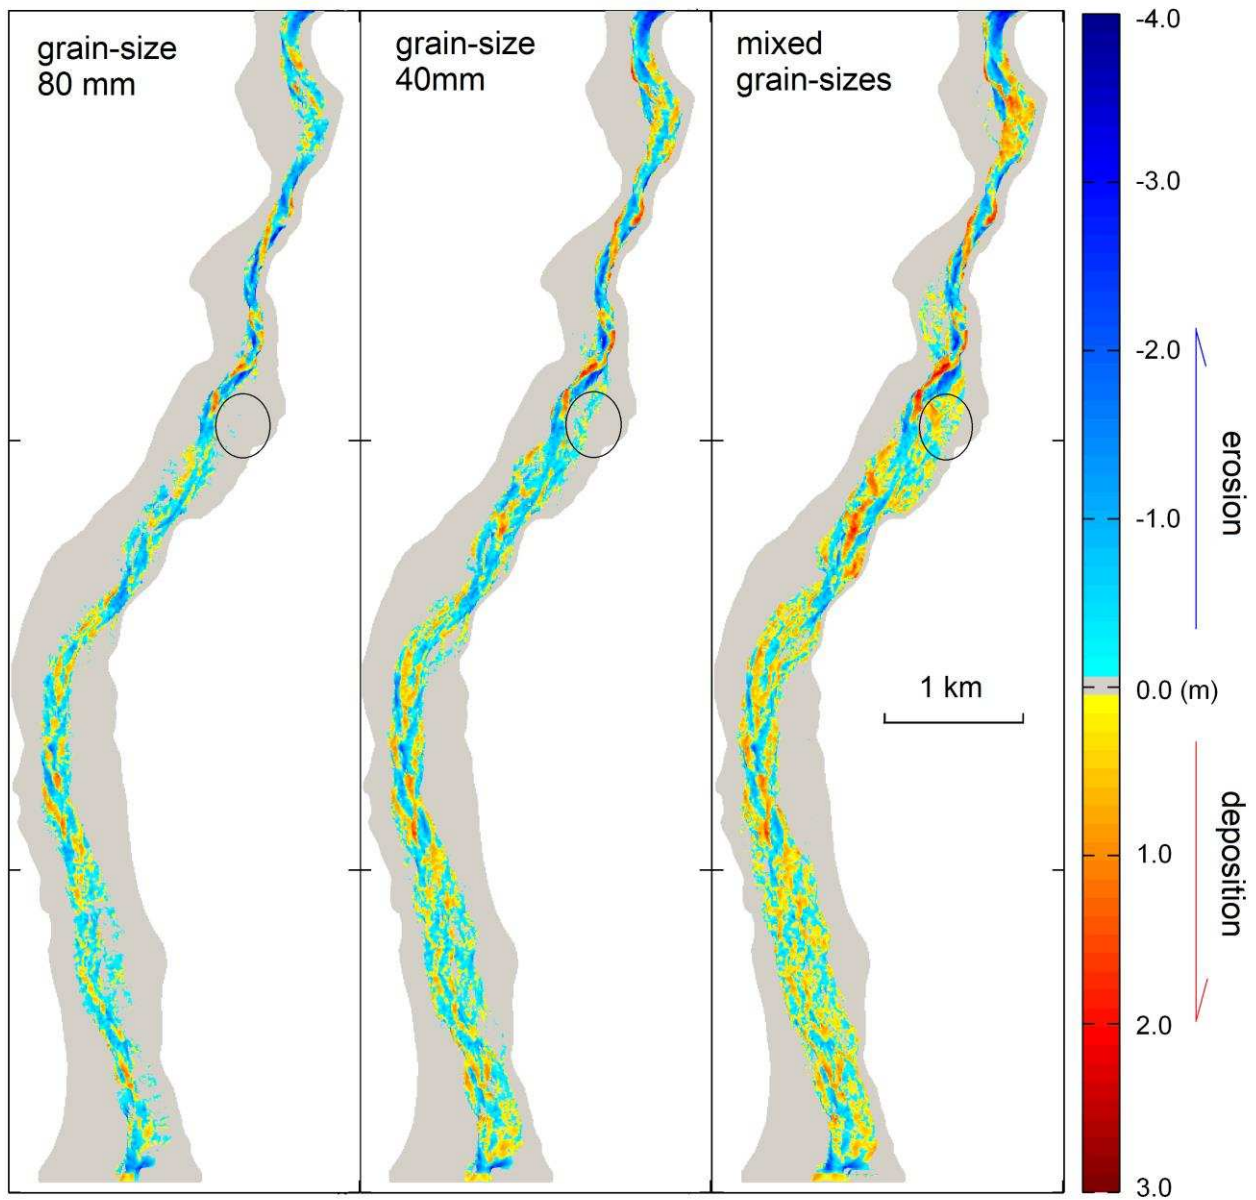 grain-size
80 mm
grain-size
40mm
mixed
grain-sizes
-4.0
-3.0
-2.0
-1.0
0.0 (m)
1.0
2.0
3.0
erosion
deposition
1 km